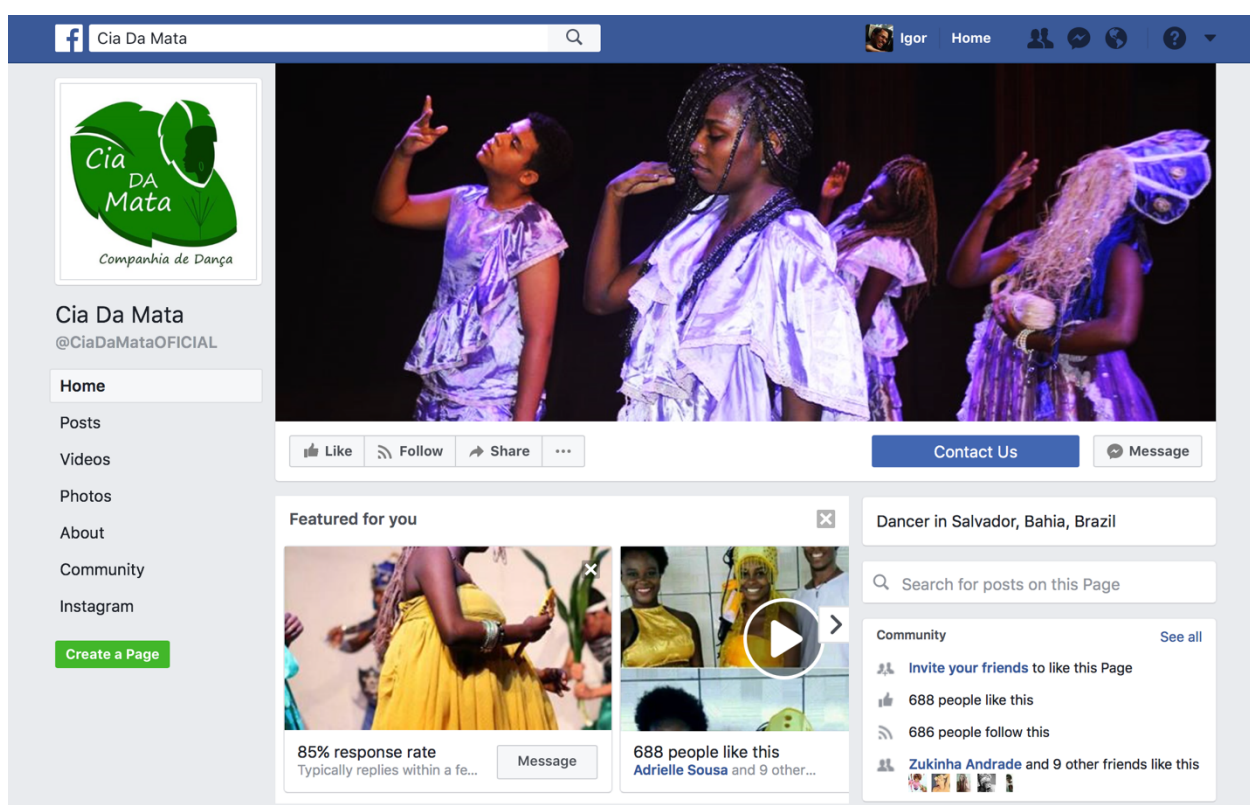 Cia Da Mata
Igor
Home
Cia
DA
Mata
Companhia de Dança
Cia Da Mata
@CiaDaMataOFICIAL
Home
Posts
Videos
Photos
About
Community
Instagram
Create a Page
Like
Follow
Share
Contact Us
Message
Featured for you
85% response rate
Typically replies within a fe...
Message
688 people like this
Adrielle Sousa and 9 other...
Dancer in Salvador, Bahia, Brazil
Search for posts on this Page
Community
See all
Invite your friends to like this Page
688 people like this
686 people follow this
Zukinha Andrade and 9 other friends like this